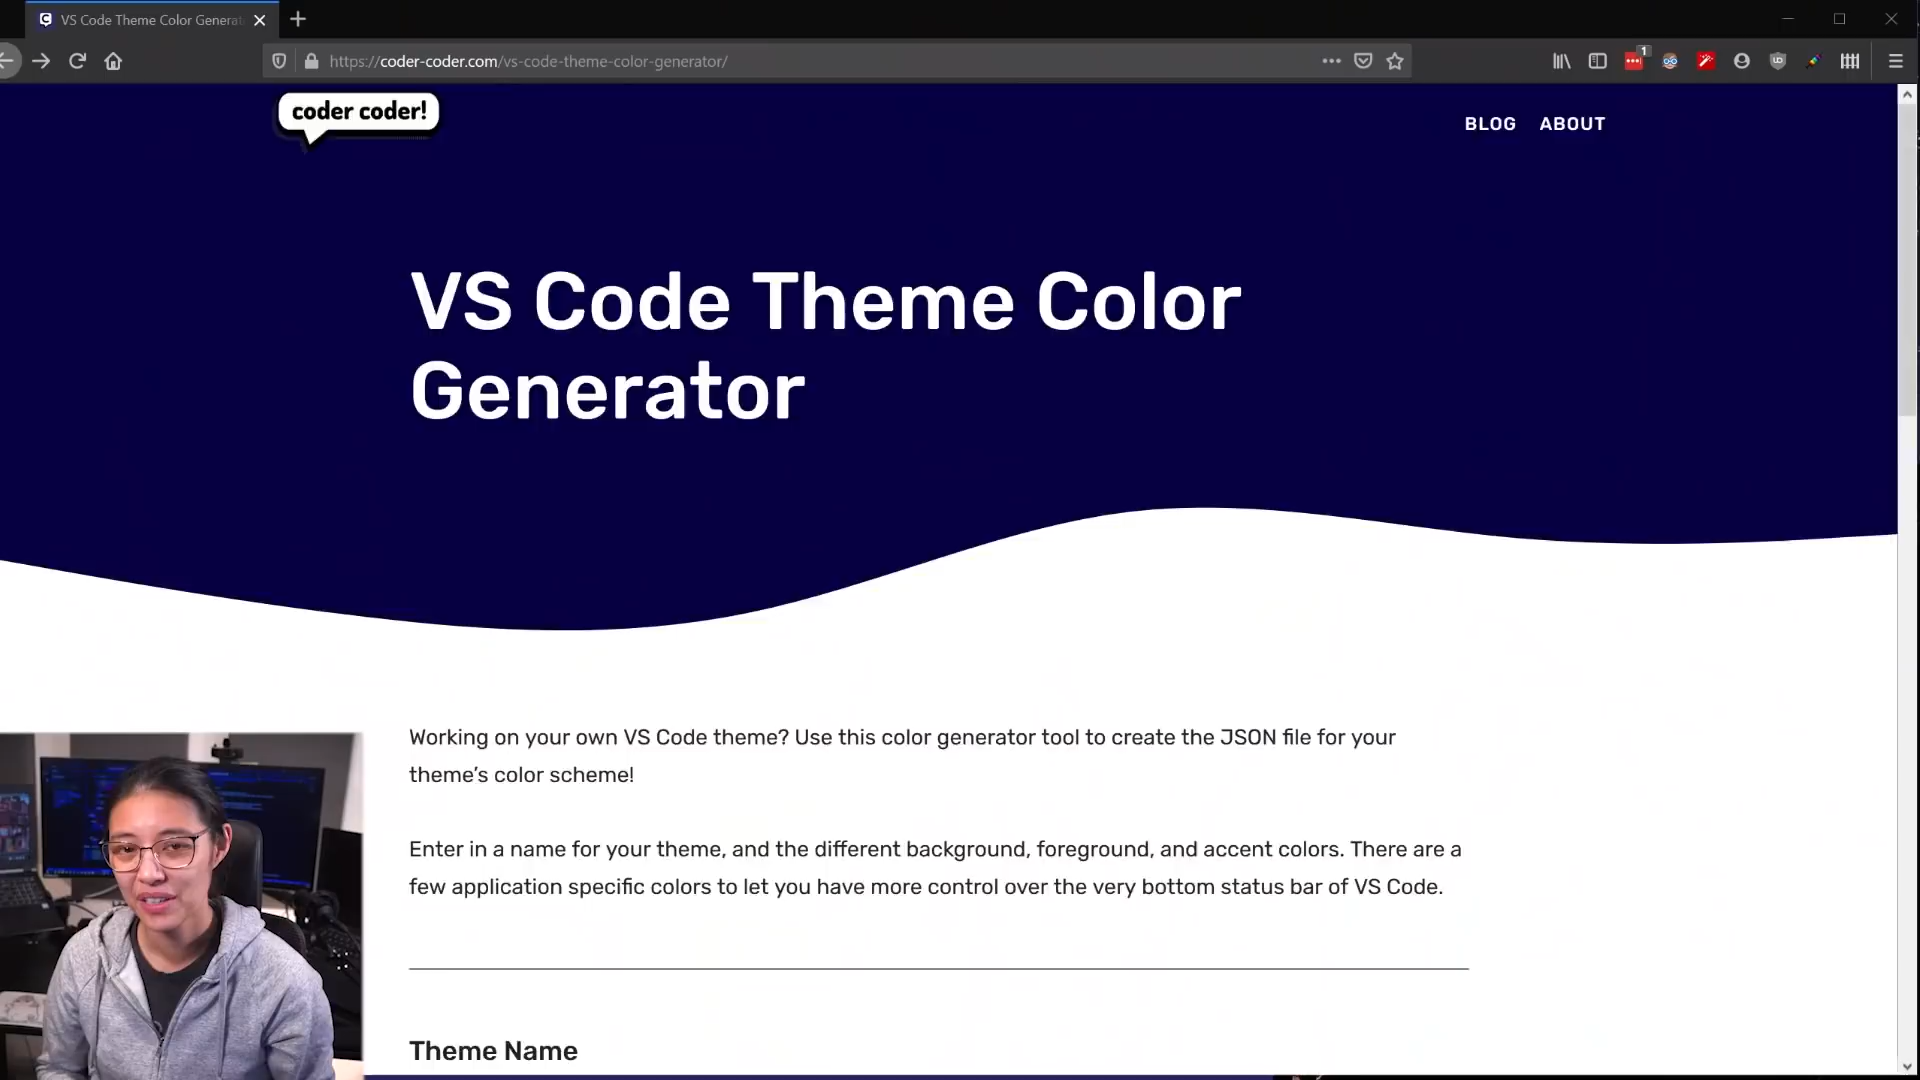 VS Code Theme Color Generat
https://coder-coder.com/vs-code-theme-color-generator/
1
coder coder!
BLOG ABOUT
VS Code Theme Color
Generator
Working on your own VS Code theme? Use this color generator tool to create the JSON file for your
theme's color scheme!
Enter in a name for your theme, and the different background, foreground, and accent colors. There are a
few application specific colors to let you have more control over the very bottom status bar of VS Code.
Theme Name